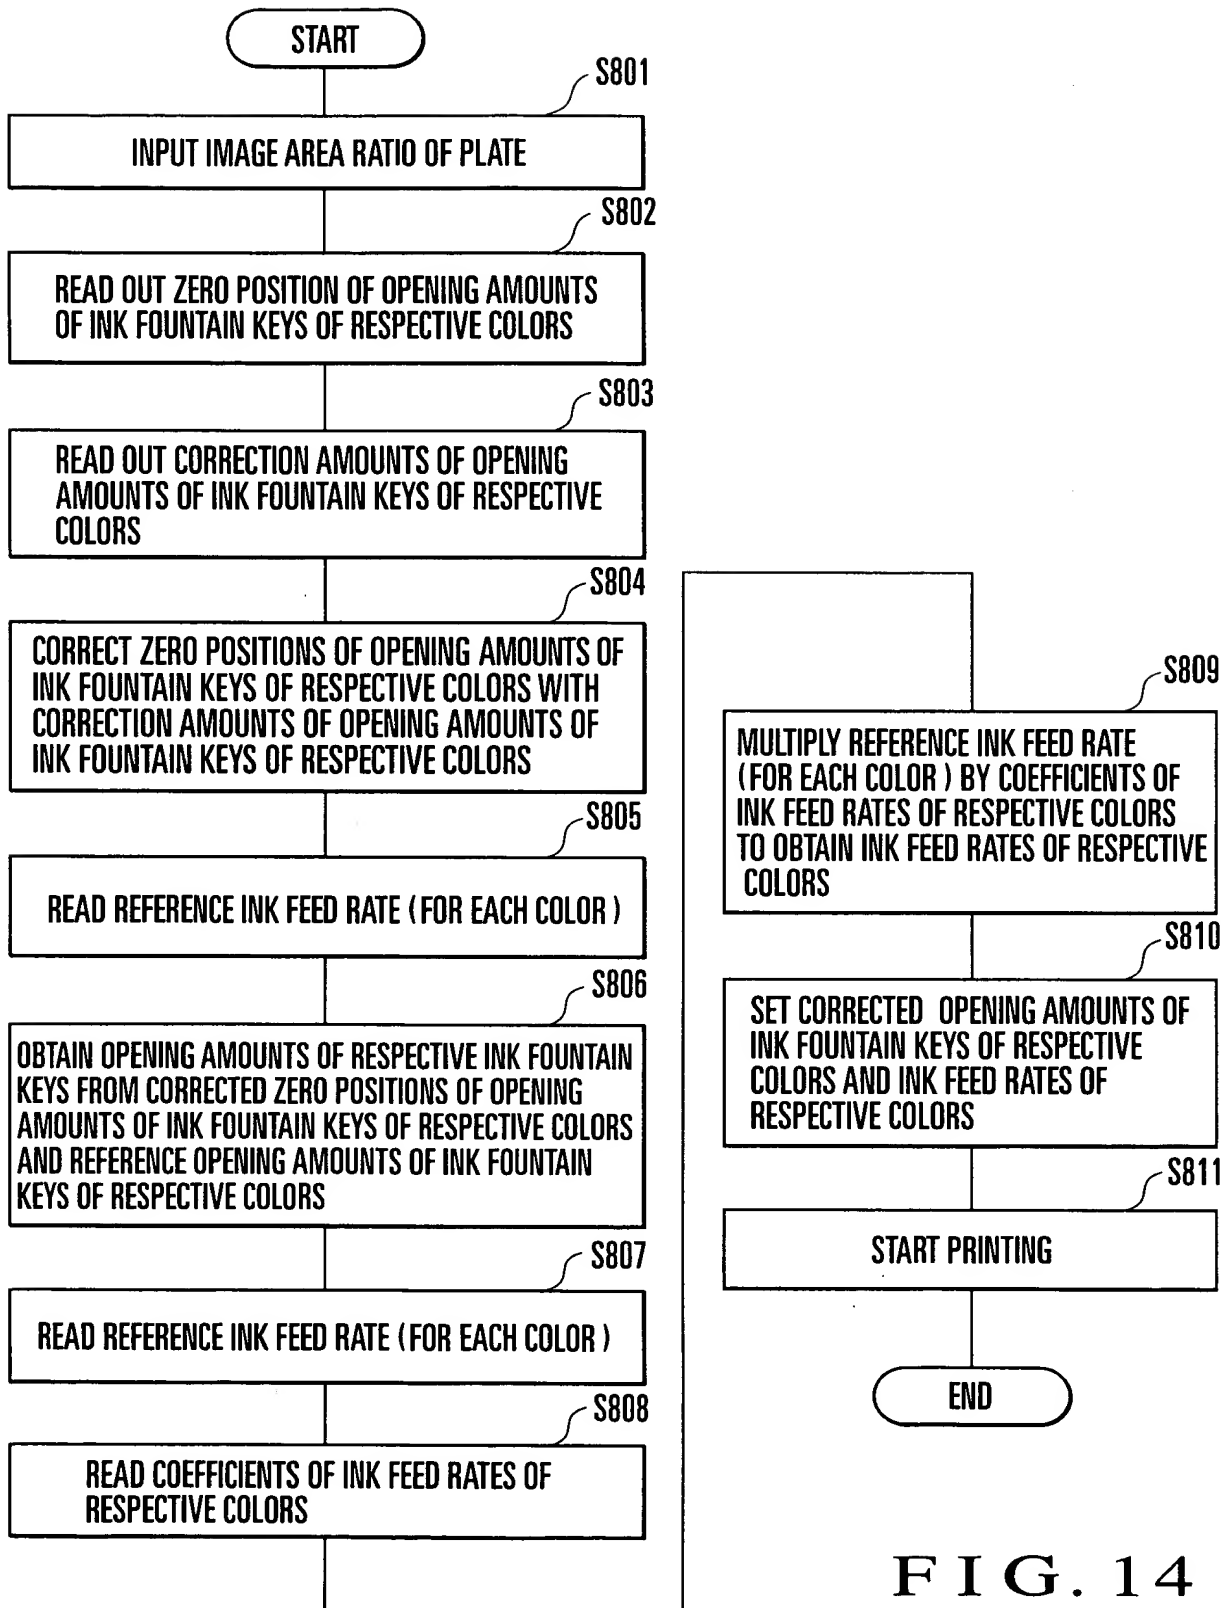 START
S801
INPUT IMAGE AREA RATIO OF PLATE
S802
READ OUT ZERO POSITION OF OPENING AMOUNTS
OF INK FOUNTAIN KEYS OF RESPECTIVE COLORS
S803
READ OUT CORRECTION AMOUNTS OF OPENING
AMOUNTS OF INK FOUNTAIN KEYS OF RESPECTIVE
COLORS
S804
CORRECT ZERO POSITIONS OF OPENING AMOUNTS OF
INK FOUNTAIN KEYS OF RESPECTIVE COLORS WITH
CORRECTION AMOUNTS OF OPENING AMOUNTS OF
INK FOUNTAIN KEYS OF RESPECTIVE COLORS
S805
READ REFERENCE INK FEED RATE (FOR EACH COLOR)
S806
OBTAIN OPENING AMOUNTS OF RESPECTIVE INK FOUNTAIN
KEYS FROM CORRECTED ZERO POSITIONS OF OPENING
AMOUNTS OF INK FOUNTAIN KEYS OF RESPECTIVE COLORS
AND REFERENCE OPENING AMOUNTS OF INK FOUNTAIN
KEYS OF RESPECTIVE COLORS
S807
READ REFERENCE INK FEED RATE (FOR EACH COLOR)
S808
READ COEFFICIENTS OF INK FEED RATES OF
RESPECTIVE COLORS
S809
MULTIPLY REFERENCE INK FEED RATE
(FOR EACH COLOR) BY COEFFICIENTS OF
INK FEED RATES OF RESPECTIVE COLORS
TO OBTAIN INK FEED RATES OF RESPECTIVE
COLORS
S810
SET CORRECTED OPENING AMOUNTS OF
INK FOUNTAIN KEYS OF RESPECTIVE
COLORS AND INK FEED RATES OF
RESPECTIVE COLORS
S811
START PRINTING
END
FIG. 14